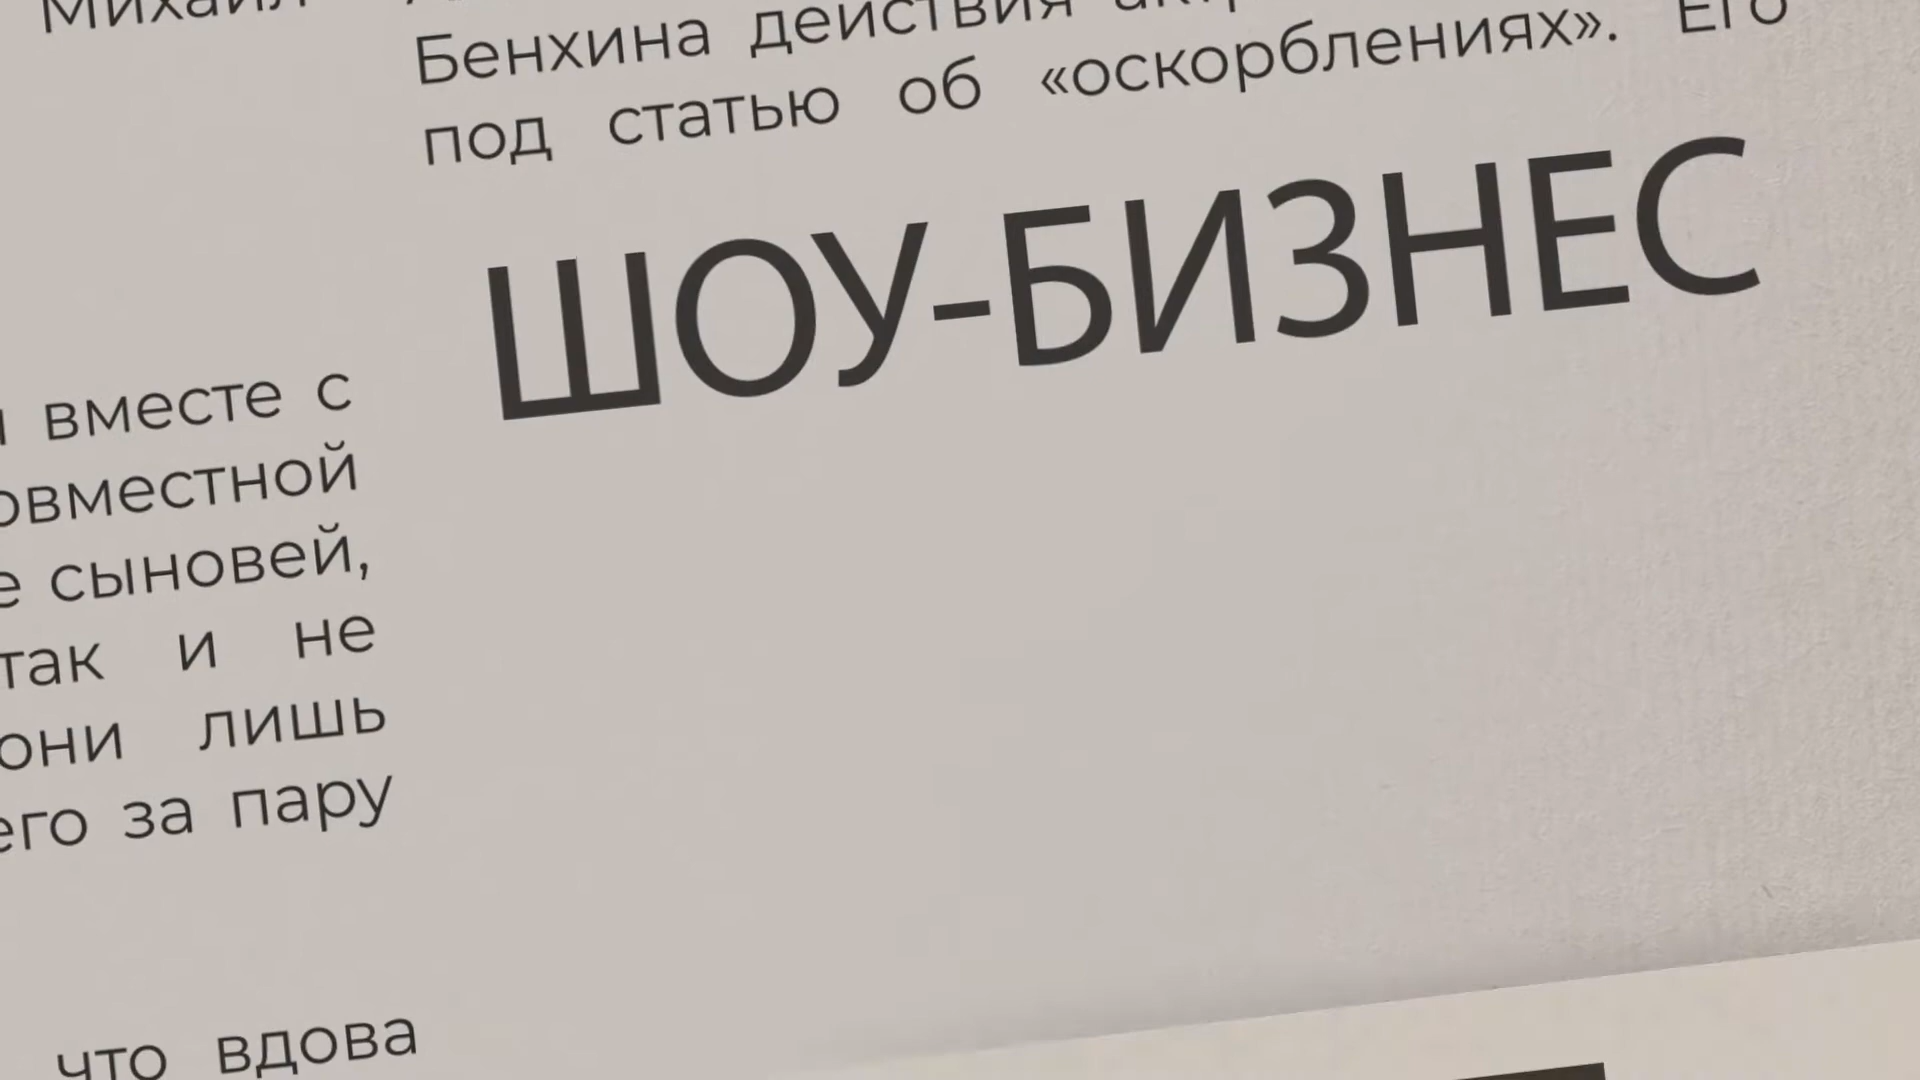 Михаил
вместе с
овместной
е сыновей,
так и не
они лишь
его за пару
что вдова
Бенхина действия
под статью об «оскорблениях». Его
ШОУ-БИЗНЕС